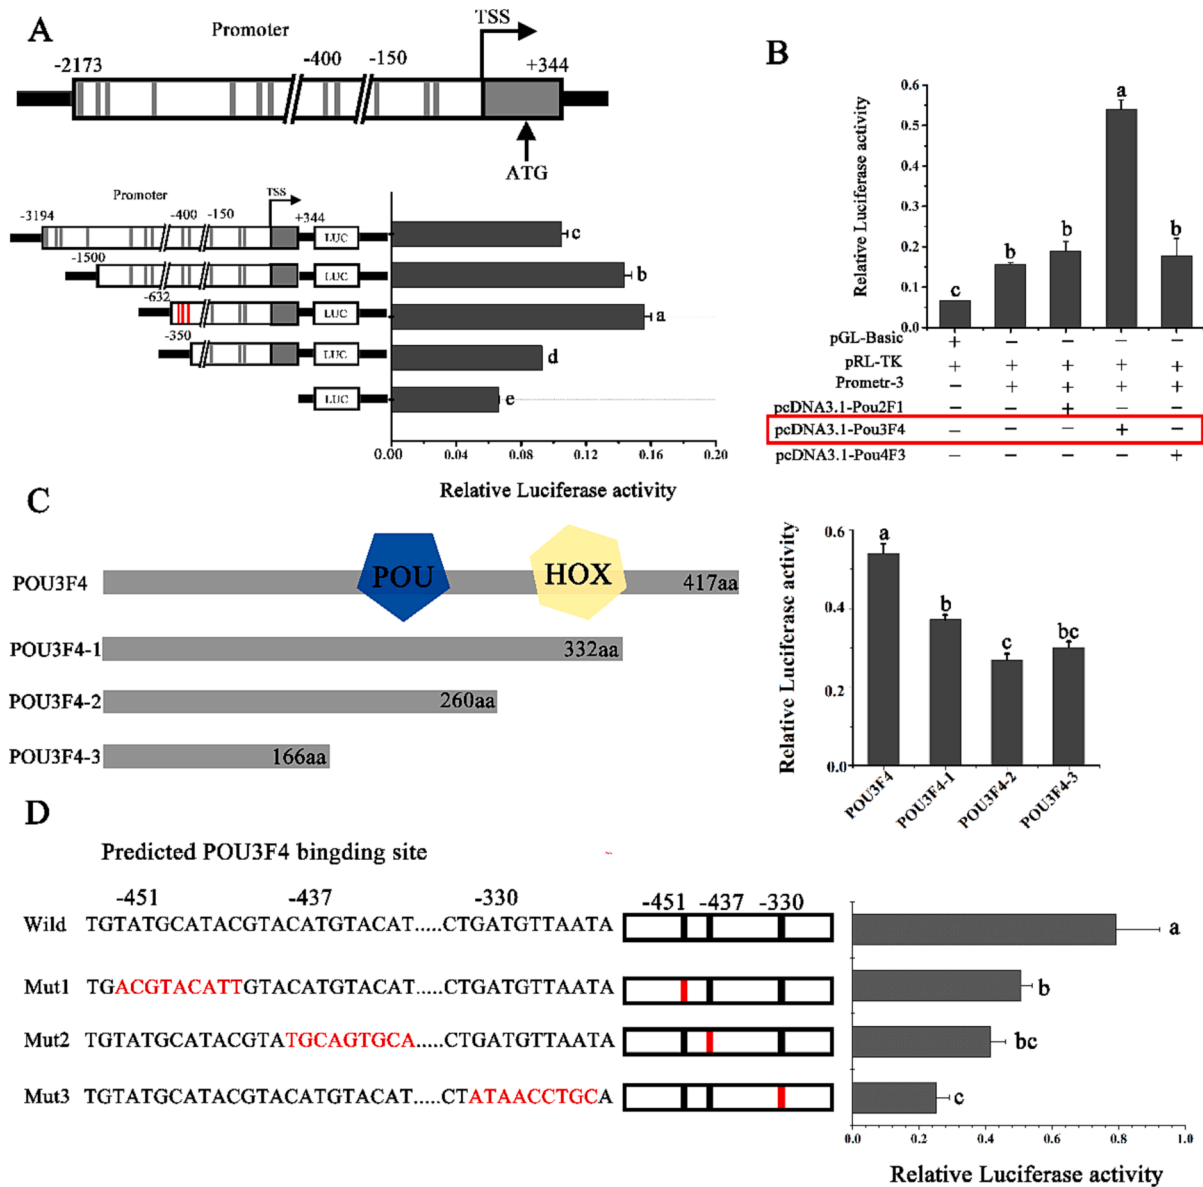 A
Promoter
TSS
-2173
-400
-150
+344
ATG
Promoter
TSS
-3194
-400
-150
+344
LUC
c
-1500
LUC
b
-632
LUC
a
-350
LUC
d
LUC
e
0.00 0.04 0.08 0.12 0.16 0.20
Relative Luciferase activity
B
Relative Luciferase activity
0.6
0.5
0.4
0.3
0.2
0.1
0.0
c b b a b
pGL-Basic + − − − −
pRL-TK + + + + +
Prometr-3 − + + + +
pcDNA3.1-Pou2F1 − − + − −
pcDNA3.1-Pou3F4 − − − + −
pcDNA3.1-Pou4F3 − − − − +
C
POU3F4 POU HOX 417aa
POU3F4-1 332aa
POU3F4-2 260aa
POU3F4-3 166aa
Relative Luciferase activity
0.6
0.4
0.2
0.0
a b c bc
POU3F4 POU3F4-1 POU3F4-2 POU3F4-3
D
Predicted POU3F4 bingding site
-451 -437 -330
-451 -437 -330
Wild TGTATGCATACGTACATGTACAT.....CTGATGTTAATA a
Mut1 TGACGTACATTGTACATGTACAT.....CTGATGTTAATA b
Mut2 TGTATGCATACGTATGCAGTGCA.....CTGATGTTAATA bc
Mut3 TGTATGCATACGTACATGTACAT.....CTATAACCTGCA c
0.0 0.2 0.4 0.6 0.8 1.0
Relative Luciferase activity